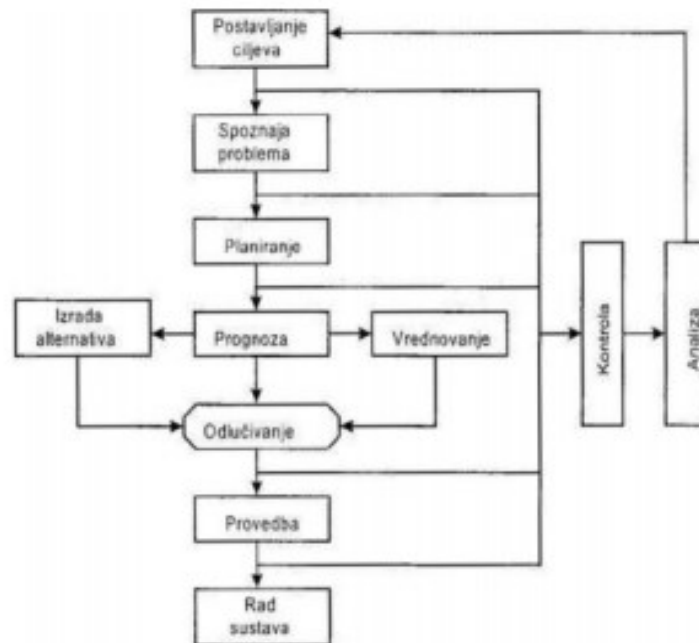 Postavljanje
ciljeva
Spoznaja
problema
Planiranje
Izrada
alternativa
Prognoza
Vrednovanje
Kontrola
Analiza
Odlučivanje
Provedba
Rad
sustava